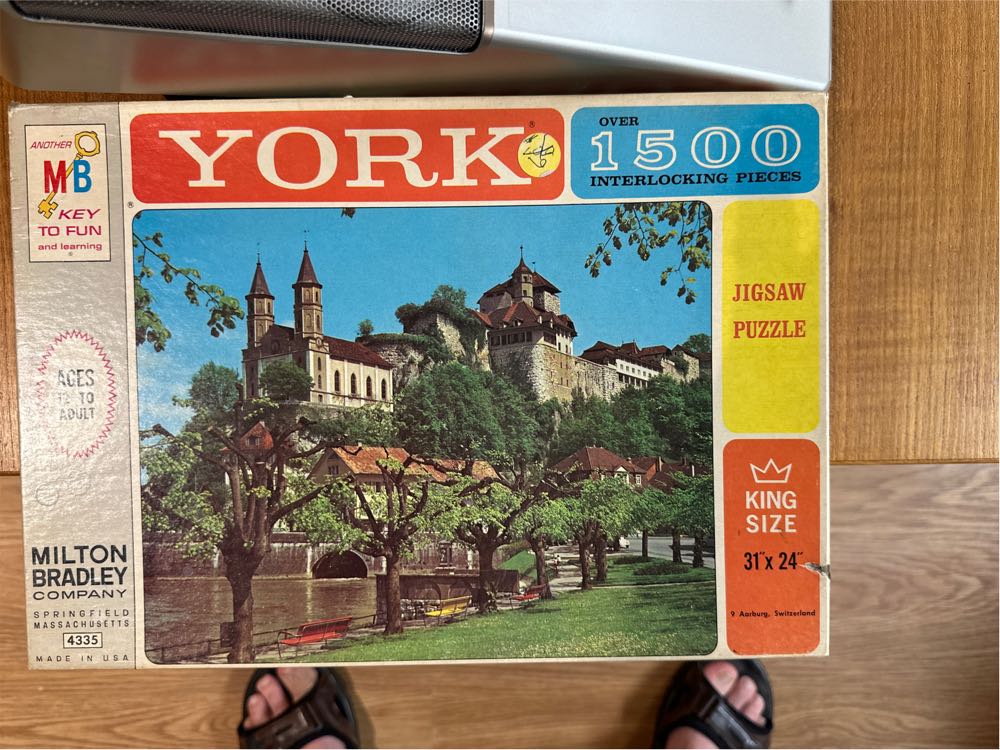 ANOTHER
MB
KEY
TO FUN
and learning
®
YORK®
OVER
1500
INTERLOCKING PIECES
®
JIGSAW
PUZZLE
AGES
12 TO
ADULT
KING
SIZE
31" x 24"
9 Aarburg, Switzerland
MILTON
BRADLEY
COMPANY
SPRINGFIELD
MASSACHUSETTS
4335
MADE IN U.S.A.